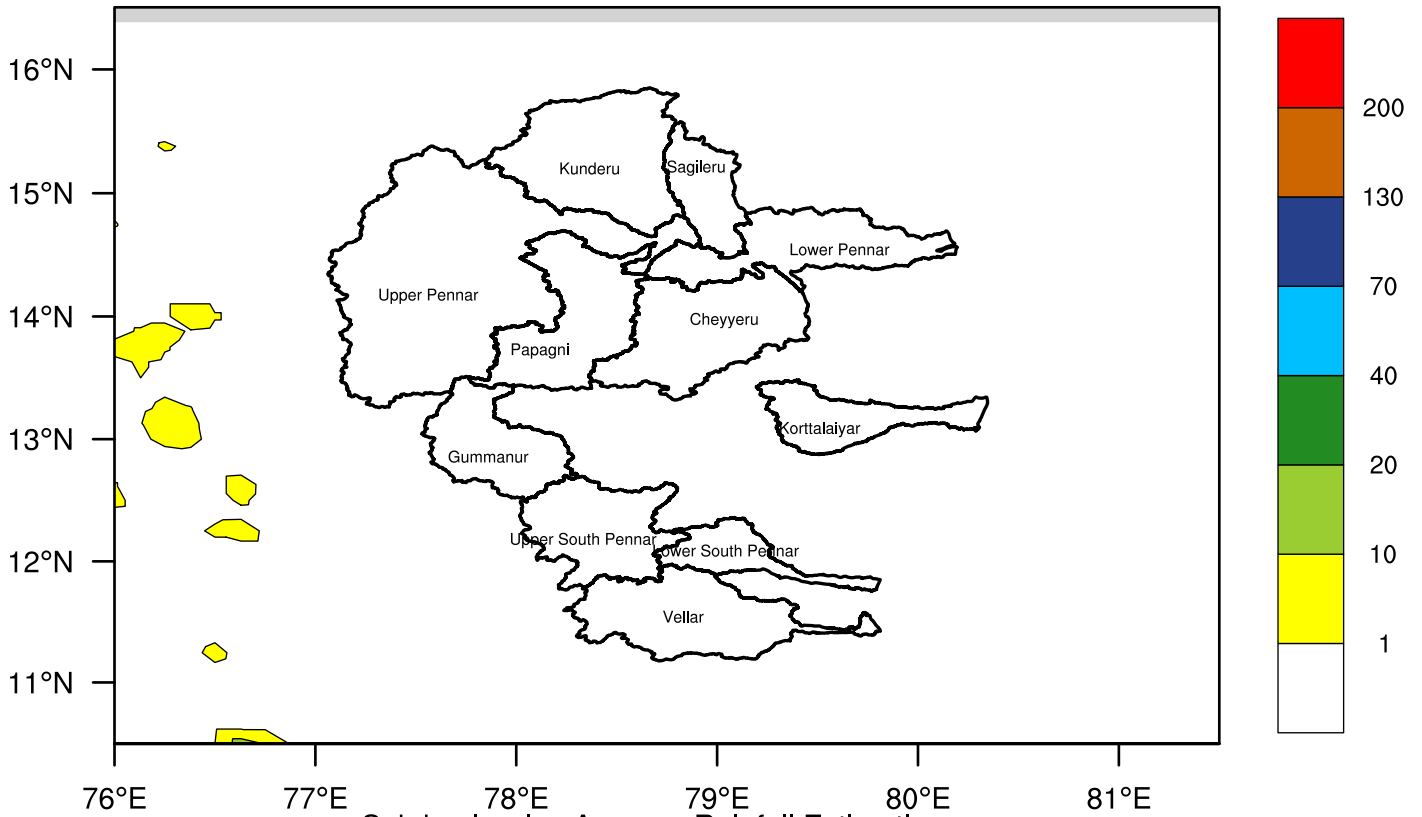 16°N
200
Kunderu
Sagileru
15°N
130
Lower Pennar
70
Upper Pennar
14°N
Cheyyeru
Papagni
40
13°N
Korttalaiyar
Gummanur
20
Upper South Pennar
Lower South Pennar
12°N
10
Vellar
1
11°N
76°E 77°E 78°E 79°E 80°E 81°E
Rainfall